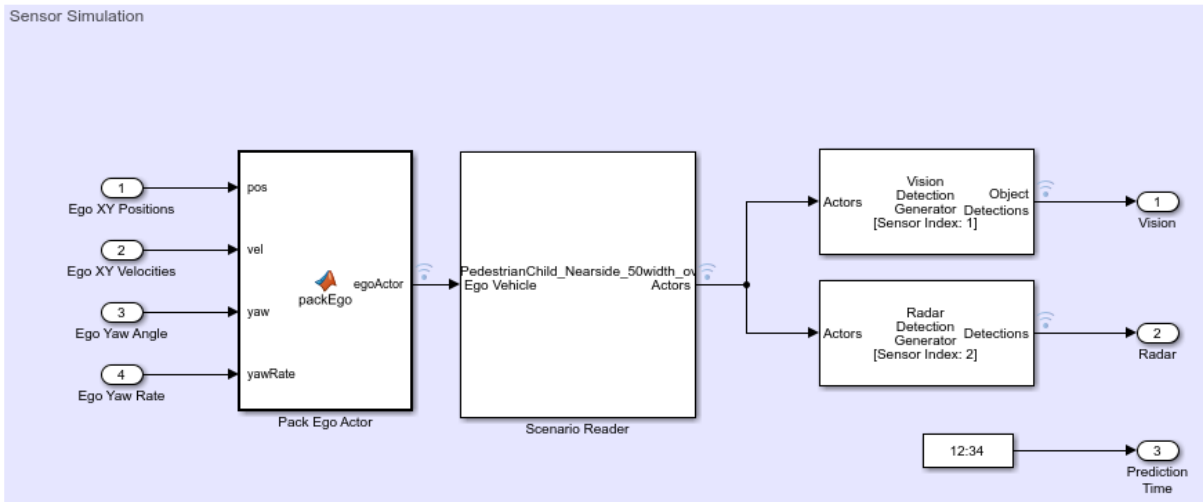 Sensor Simulation
1
Ego XY Positions
2
Ego XY Velocities
3
Ego Yaw Angle
4
Ego Yaw Rate
pos
vel
yaw
yawRate
packEgo
egoActor
Pack Ego Actor
PedestrianChild_Nearside_50width_ov
Ego Vehicle
Actors
Scenario Reader
Actors
Vision
Detection
Generator
[Sensor Index: 1]
Object
Detections
1
Vision
Actors
Radar
Detection
Generator
[Sensor Index: 2]
Detections
2
Radar
12:34
3
Prediction
Time